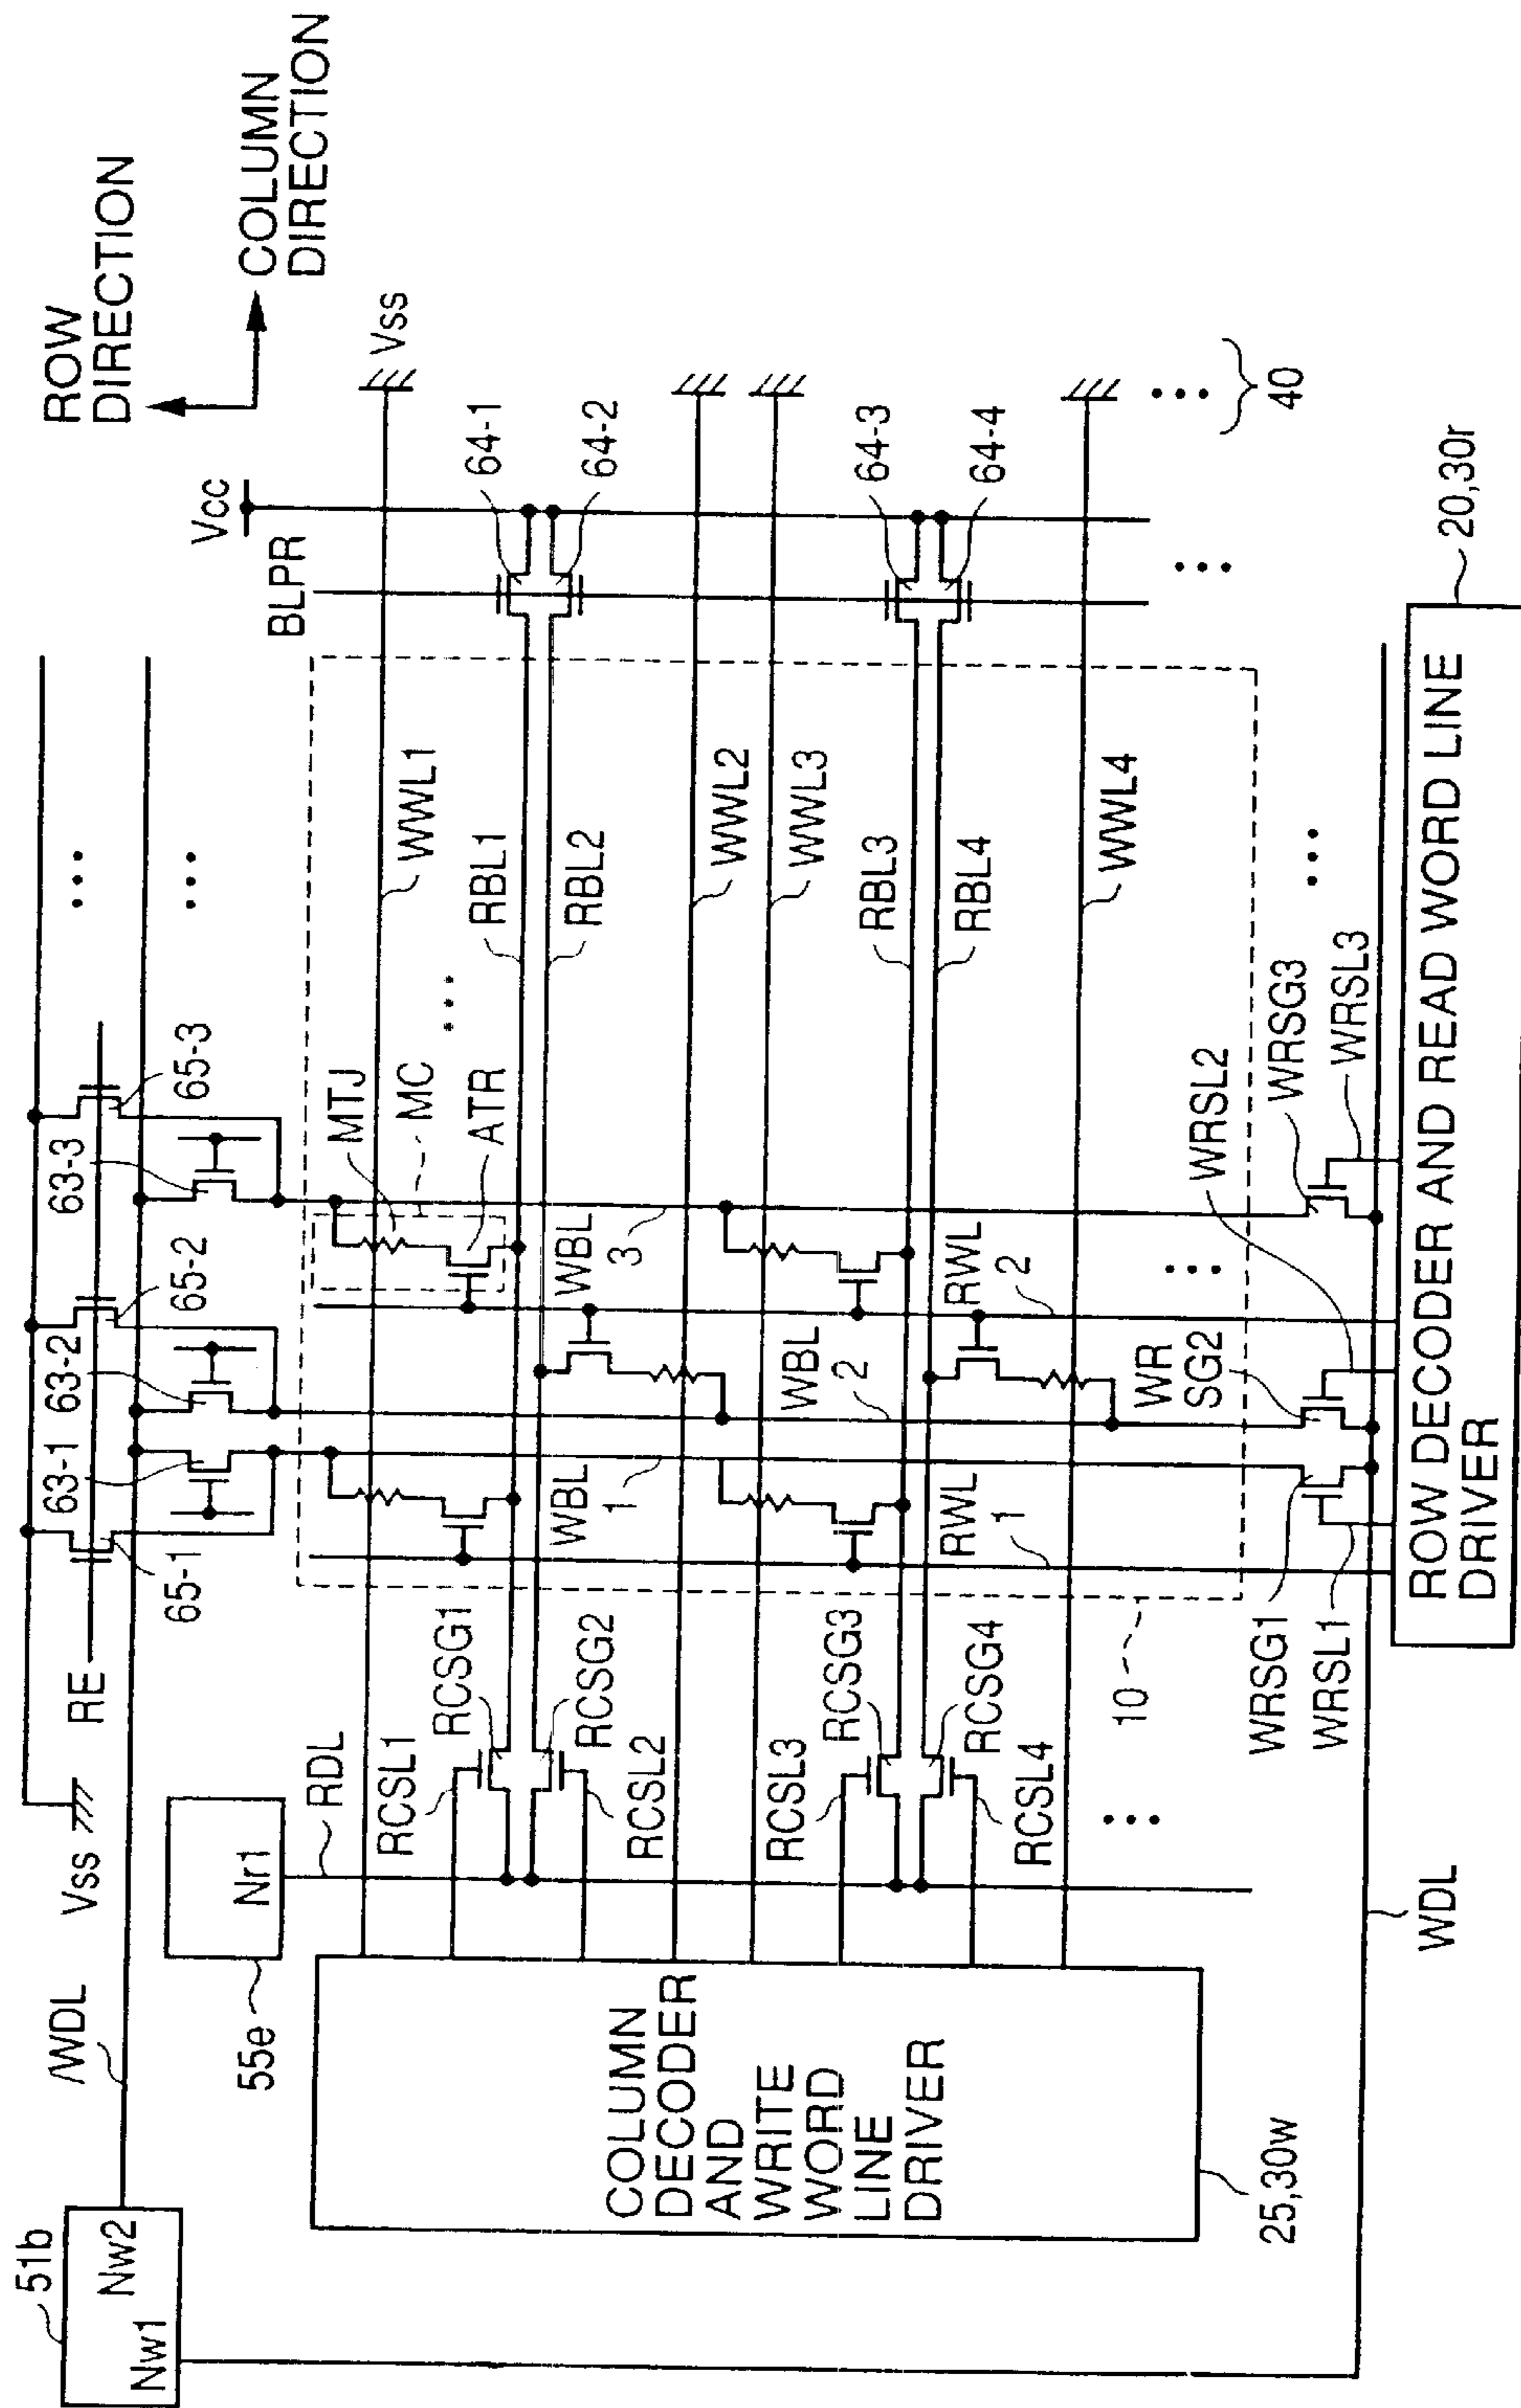 ROW
DIRECTION
COLUMN
DIRECTION
51b
Nw2
Nw1
/WDL
Vss
RE
65-1
63-1
63-2
65-2
63-3
65-3
...
...
55e
Nr1
RDL
BLPR
Vcc
Vss
WWL1
MTJ
MC
ATR
...
RCSL1
RCSG1
RBL1
64-1
RCSG2
RBL2
64-2
RCSL2
WBL
1
WBL
2
WBL
3
WWL2
WWL3
RCSL3
RCSG3
RBL3
64-3
RCSG4
RBL4
64-4
RCSL4
RWL
1
RWL
2
WWL4
...
...
...
...
40
COLUMN
DECODER
AND
WRITE
WORD
LINE
DRIVER
25,30w
10
WRSG1
WRSL1
WR
SG2
WRSL2
WRSG3
WRSL3
...
WDL
ROW DECODER AND READ WORD LINE
DRIVER
20,30r